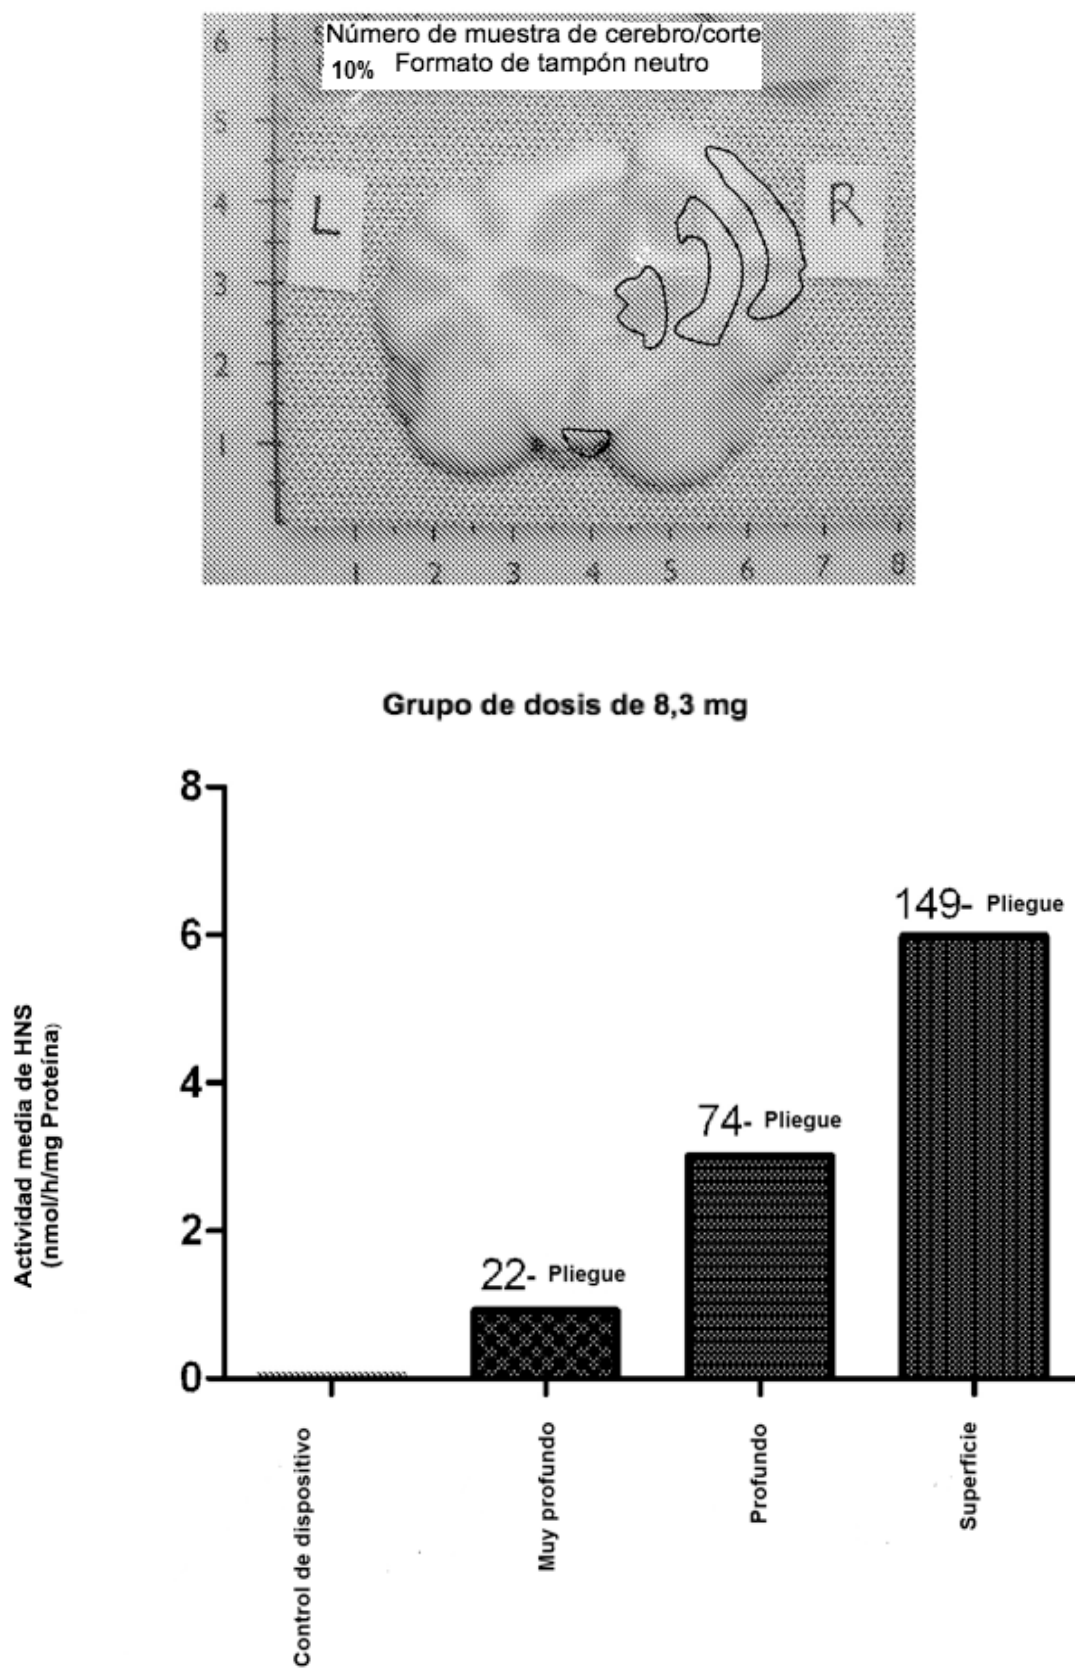 Número de muestra de cerebro/corte
10% Formato de tampón neutro
6
5
4
3
2
1
L
R
1 2 3 4 5 6 7 8
Grupo de dosis de 8,3 mg
Actividad media de HNS
(nmol/h/mg Proteína)
8
6
4
2
0
149- Pliegue
74- Pliegue
22- Pliegue
Control de dispositivo
Muy profundo
Profundo
Superficie